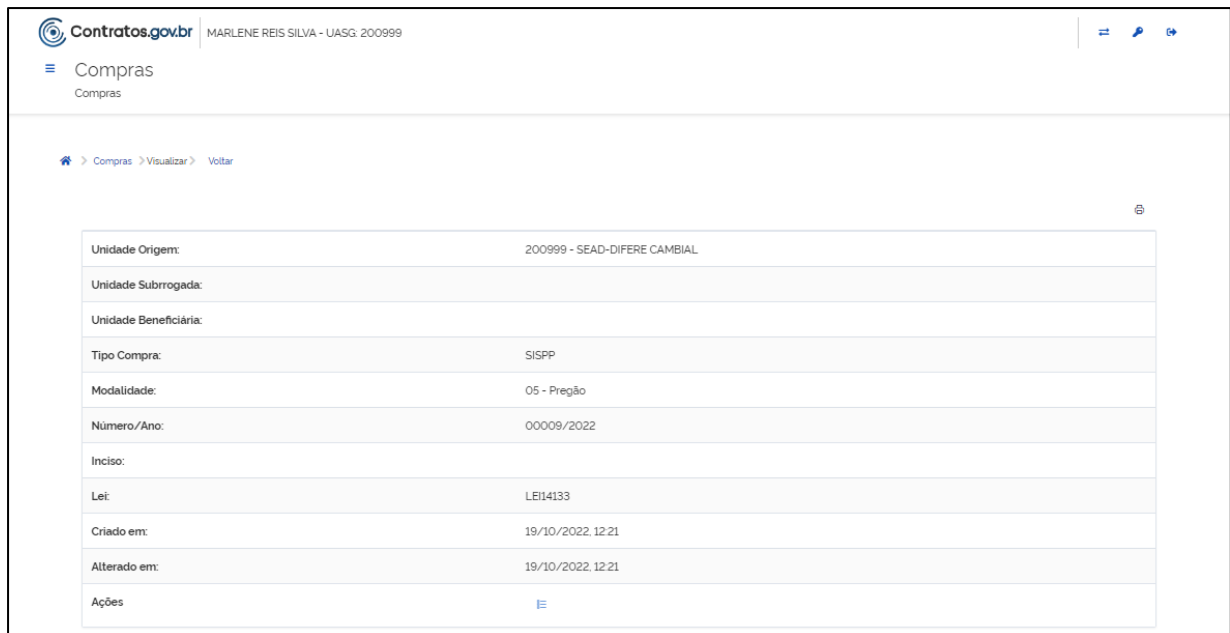 Contratos.gov.br MARLENE REIS SILVA - UASG: 200999
Compras
Compras
Compras Visualizar Voltar
Unidade Origem: 200999 - SEAD-DIFERE CAMBIAL
Unidade Subrrogada:
Unidade Beneficiária:
Tipo Compra: SISPP
Modalidade: 05 - Pregão
Número/Ano: 00009/2022
Inciso:
Lei: LEI14133
Criado em: 19/10/2022, 12:21
Alterado em: 19/10/2022, 12:21
Ações